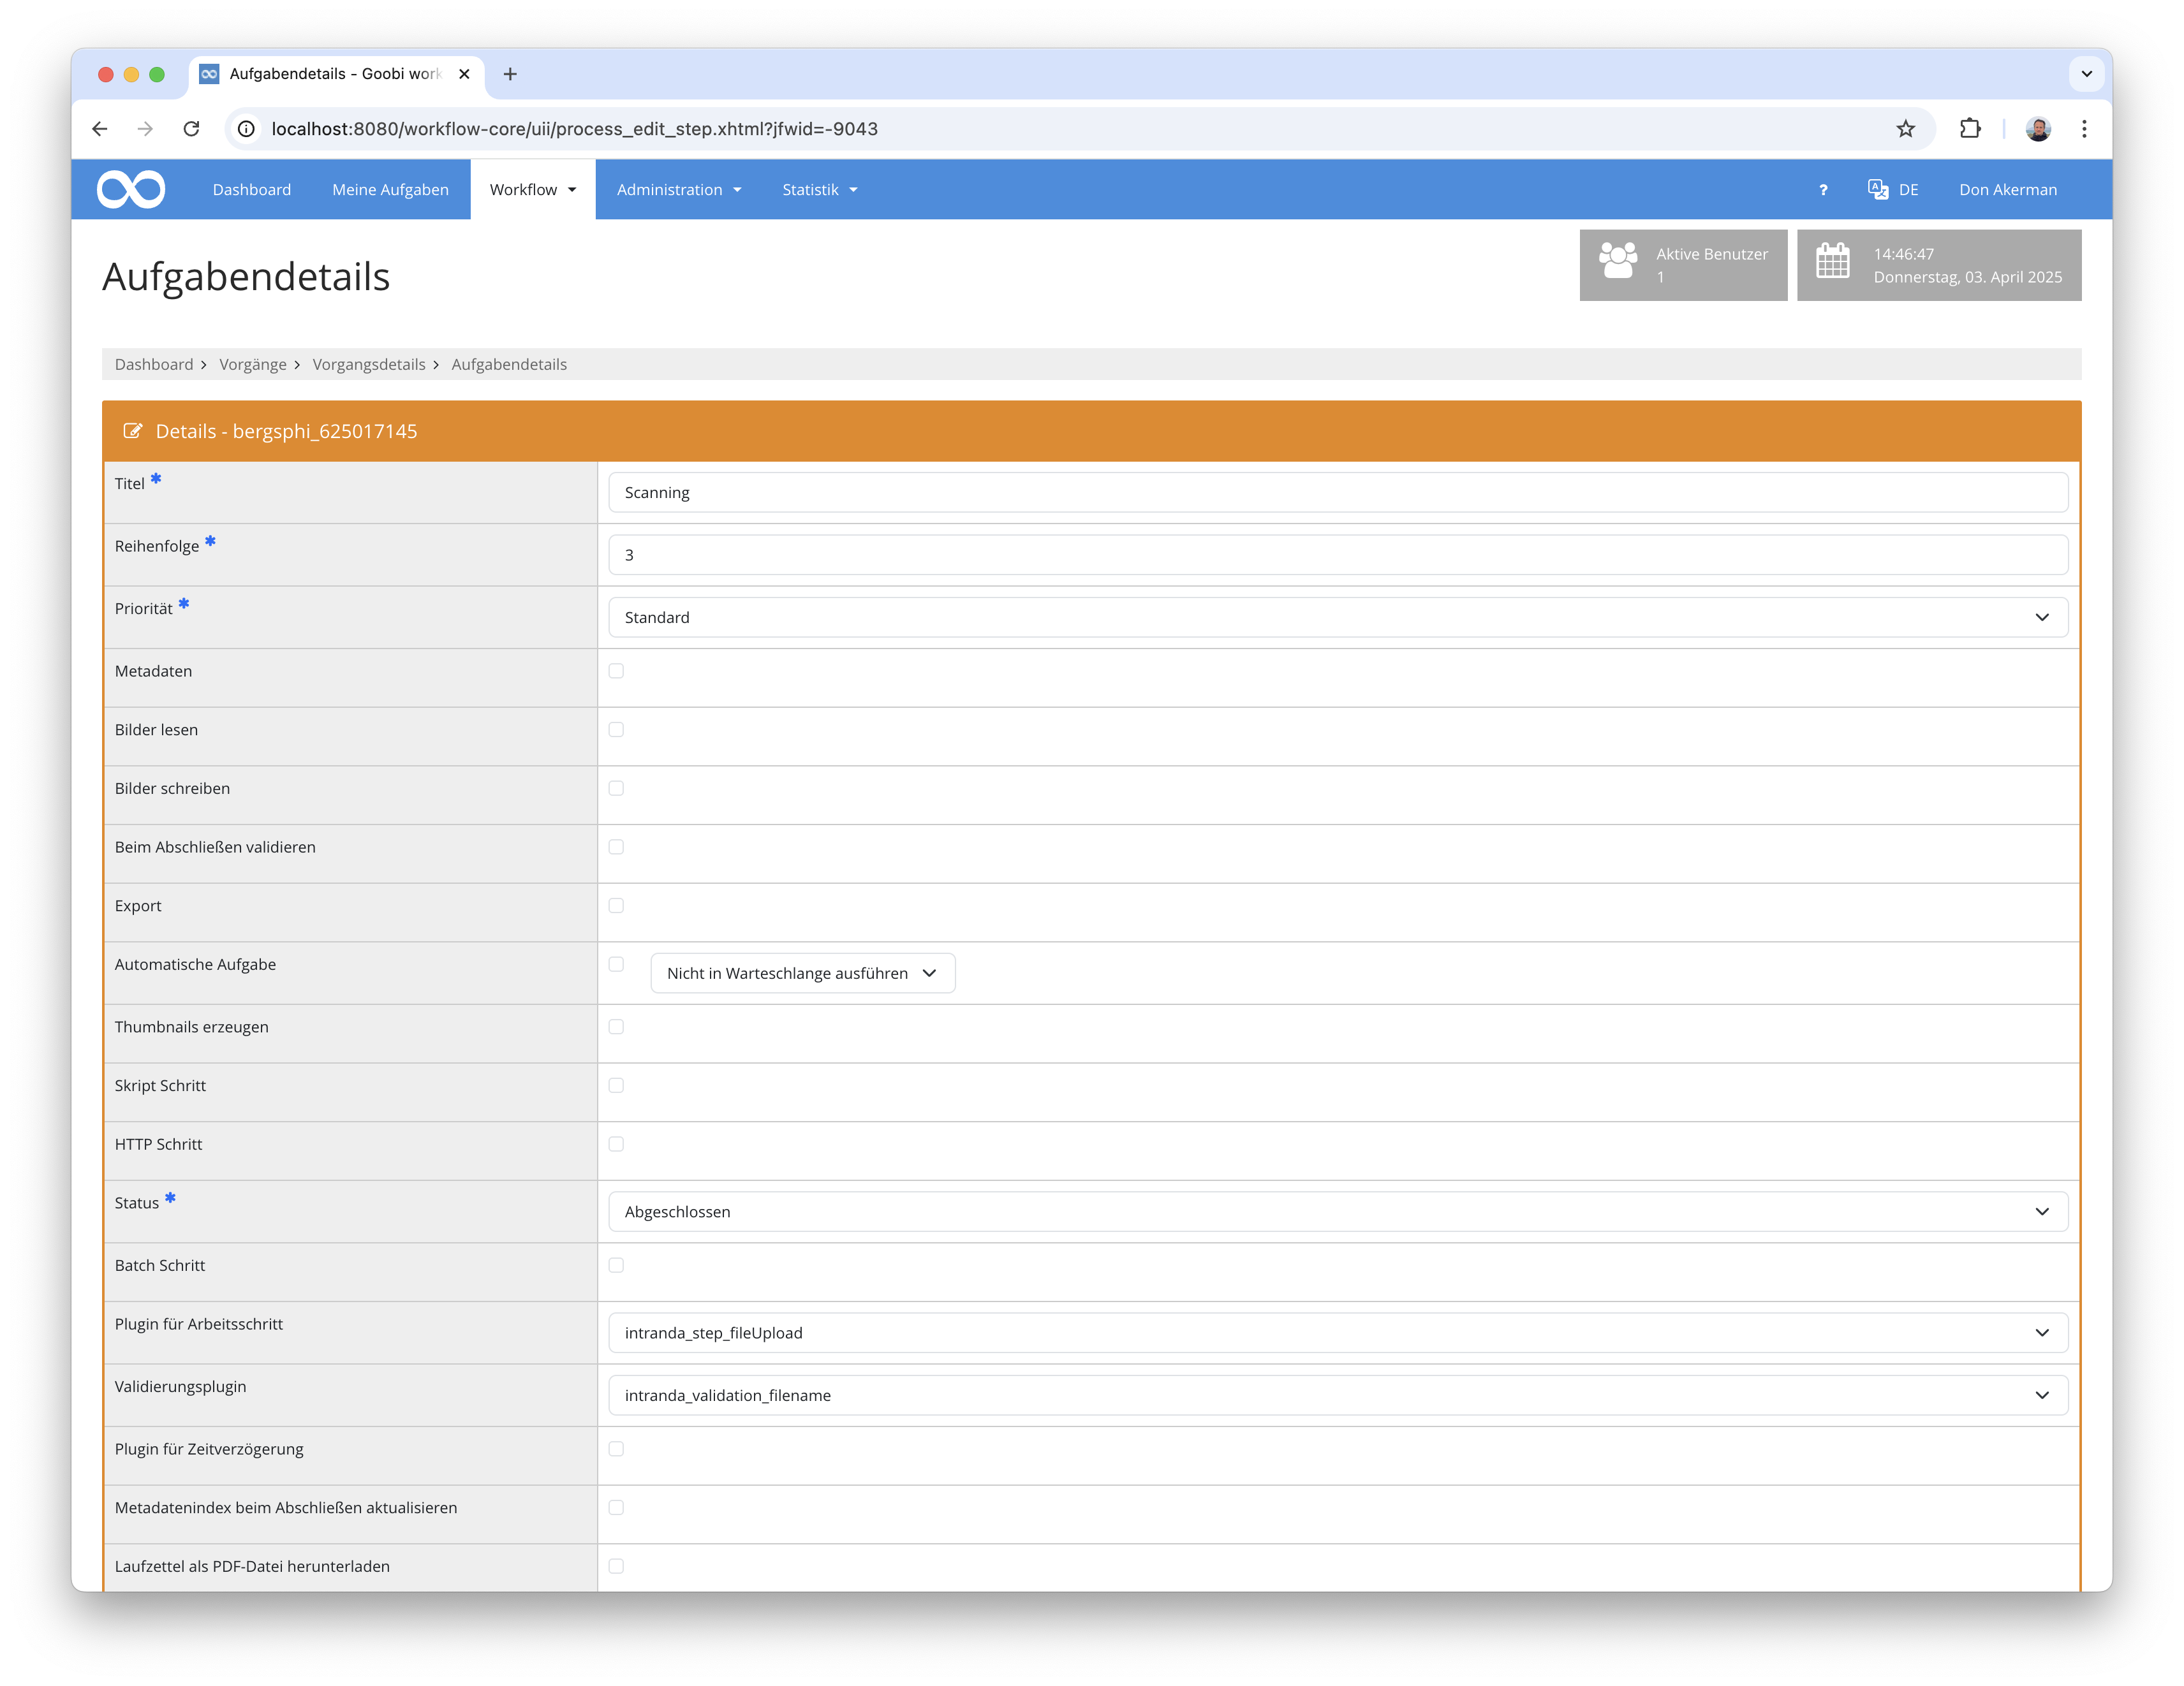 Aufgabendetails - Goobi work
localhost:8080/workflow-core/uii/process_edit_step.xhtml?jfwid=-9043
Dashboard Meine Aufgaben Workflow Administration Statistik ? DE Don Akerman
Aufgabendetails
Aktive Benutzer
1
14:46:47
Donnerstag, 03. April 2025
Dashboard > Vorgänge > Vorgangsdetails > Aufgabendetails
Details - bergsphi_625017145
Titel * Scanning
Reihenfolge * 3
Priorität * Standard
Metadaten
Bilder lesen
Bilder schreiben
Beim Abschließen validieren
Export
Automatische Aufgabe Nicht in Warteschlange ausführen
Thumbnails erzeugen
Skript Schritt
HTTP Schritt
Status * Abgeschlossen
Batch Schritt
Plugin für Arbeitsschritt intranda_step_fileUpload
Validierungsplugin intranda_validation_filename
Plugin für Zeitverzögerung
Metadatenindex beim Abschließen aktualisieren
Laufzettel als PDF-Datei herunterladen